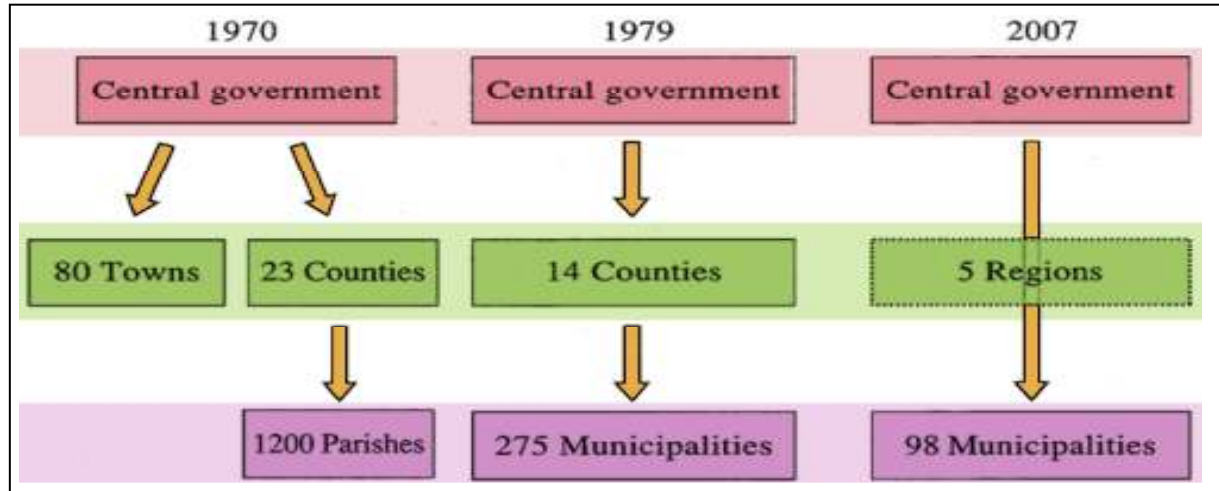 1970 1979 2007
Central government Central government Central government
80 Towns 23 Counties 14 Counties 5 Regions
1200 Parishes 275 Municipalities 98 Municipalities